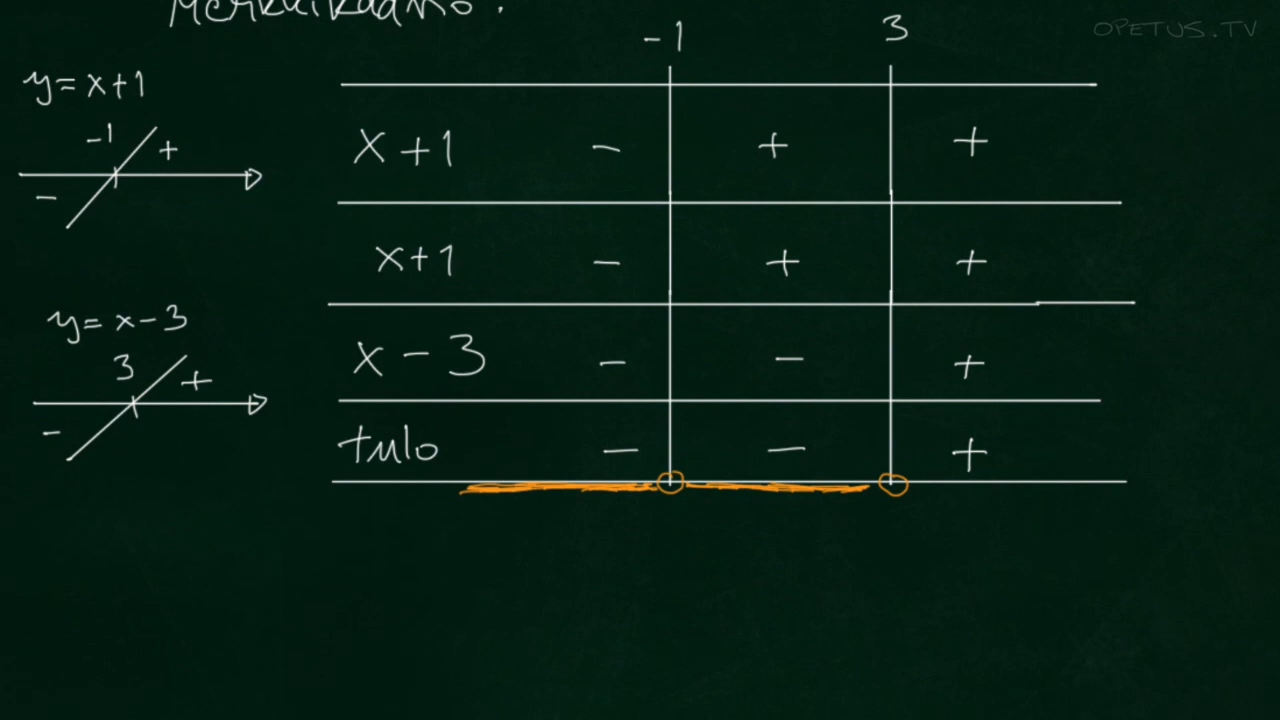 OPETUS.TV
y = x+1
-1 +
-
y = x-3
3 +
-
-1 3
x+1 - + +
x+1 - + +
x-3 - - +
tulo - - +